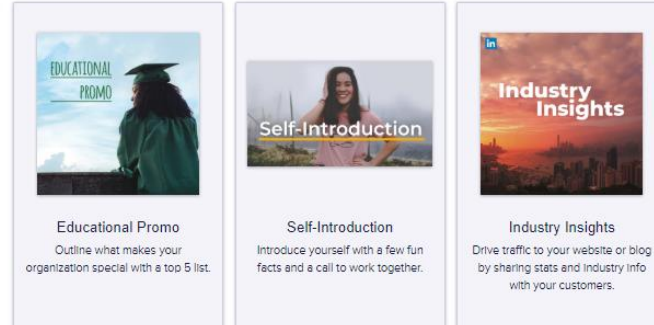 EDUCATIONAL
PROMO
Educational Promo
Outline what makes your
organization special with a top 5 list.
Self-Introduction
Self-Introduction
Introduce yourself with a few fun
facts and a call to work together.
in
Industry
Insights
Industry Insights
Drive traffic to your website or blog
by sharing stats and industry info
with your customers.